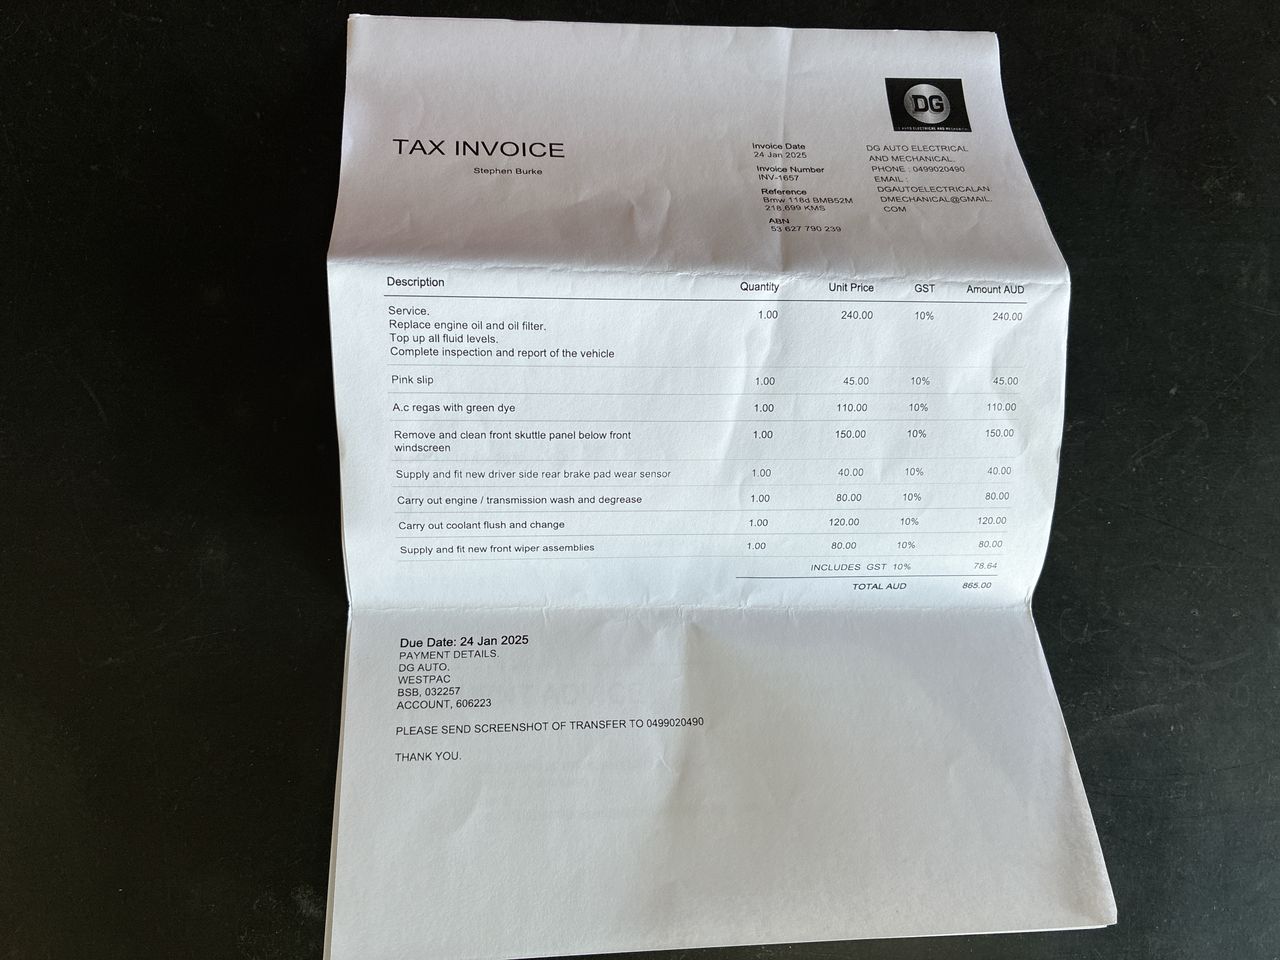 DG
TAX INVOICE
Stephen Burke
Invoice Date
24 Jan 2025
Invoice Number
INV-1657
Reference
Bmw 118d BMB52M
218,699 KMS
ABN
53 627 790 239
DG AUTO ELECTRICAL
AND MECHANICAL.
PHONE : 0499020490
EMAIL :
DGAUTOELECTRICALAN
DMECHANICAL@GMAIL.
COM
Description Quantity Unit Price GST Amount AUD
Service. 1.00 240.00 10% 240.00
Replace engine oil and oil filter.
Top up all fluid levels.
Complete inspection and report of the vehicle
Pink slip 1.00 45.00 10% 45.00
A.c regas with green dye 1.00 110.00 10% 110.00
Remove and clean front skuttle panel below front 1.00 150.00 10% 150.00
windscreen
Supply and fit new driver side rear brake pad wear sensor 1.00 40.00 10% 40.00
Carry out engine / transmission wash and degrease 1.00 80.00 10% 80.00
Carry out coolant flush and change 1.00 120.00 10% 120.00
Supply and fit new front wiper assemblies 1.00 80.00 10% 80.00
INCLUDES GST 10% 78.64
TOTAL AUD 865.00
Due Date: 24 Jan 2025
PAYMENT DETAILS.
DG AUTO.
WESTPAC
BSB, 032257
ACCOUNT, 606223
PLEASE SEND SCREENSHOT OF TRANSFER TO 0499020490
THANK YOU.